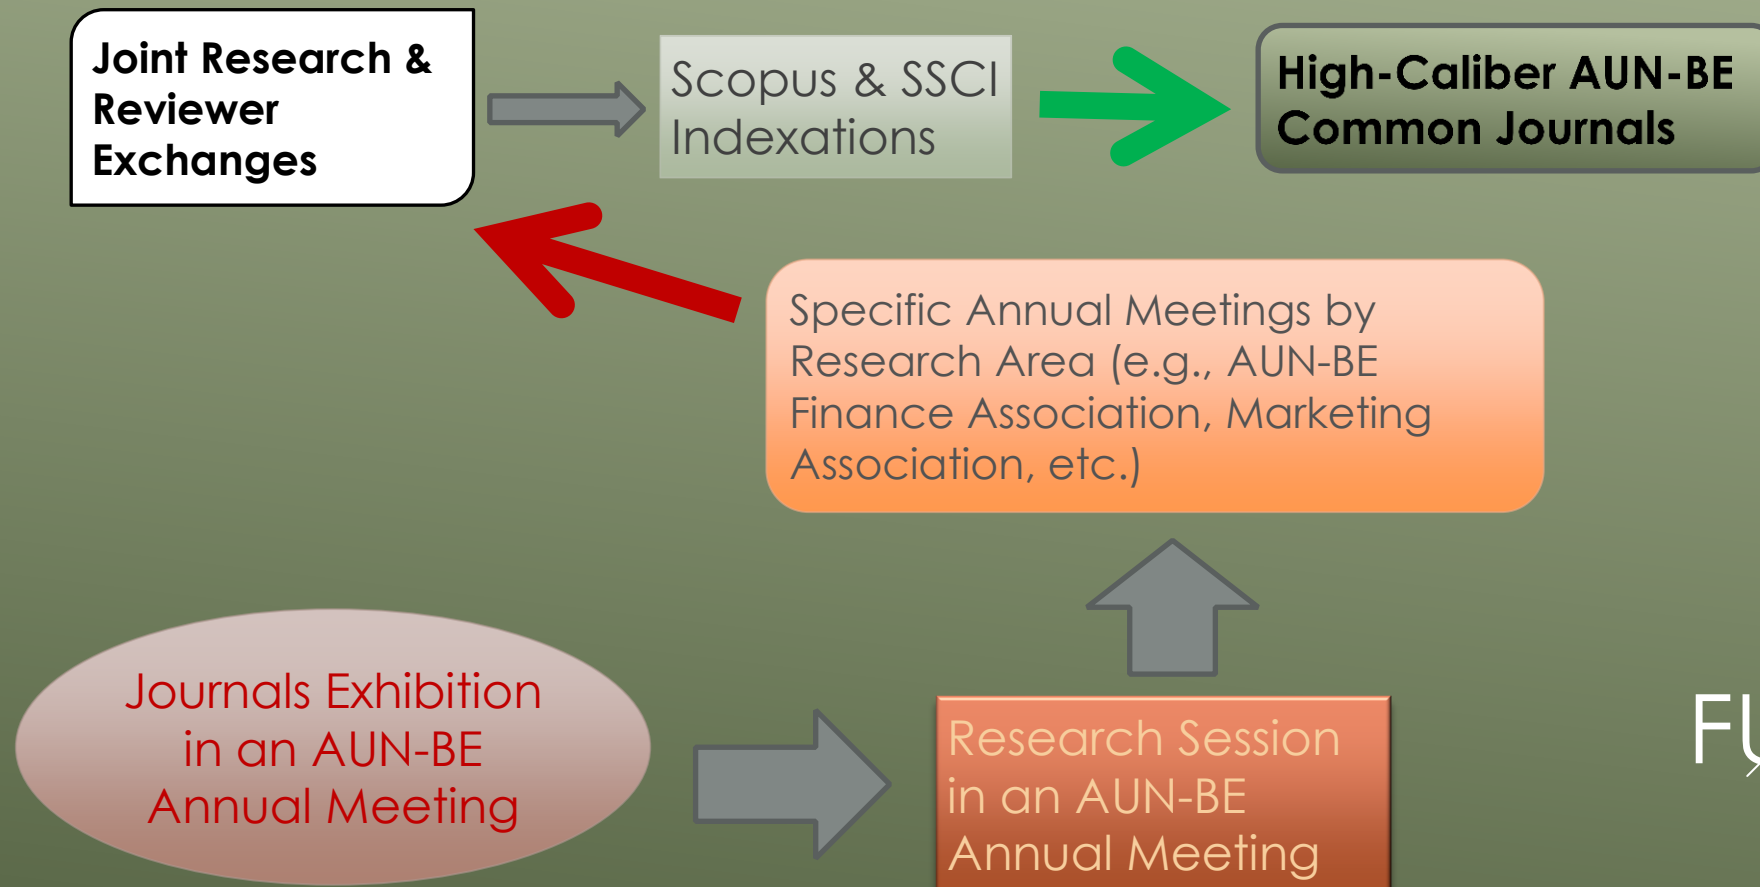 Joint Research &
Reviewer
Exchanges
Scopus & SSCI
Indexations
High-Caliber AUN-BE
Common Journals
Specific Annual Meetings by
Research Area (e.g., AUN-BE
Finance Association, Marketing
Association, etc.)
Journals Exhibition
in an AUN-BE
Annual Meeting
Research Session
in an AUN-BE
Annual Meeting